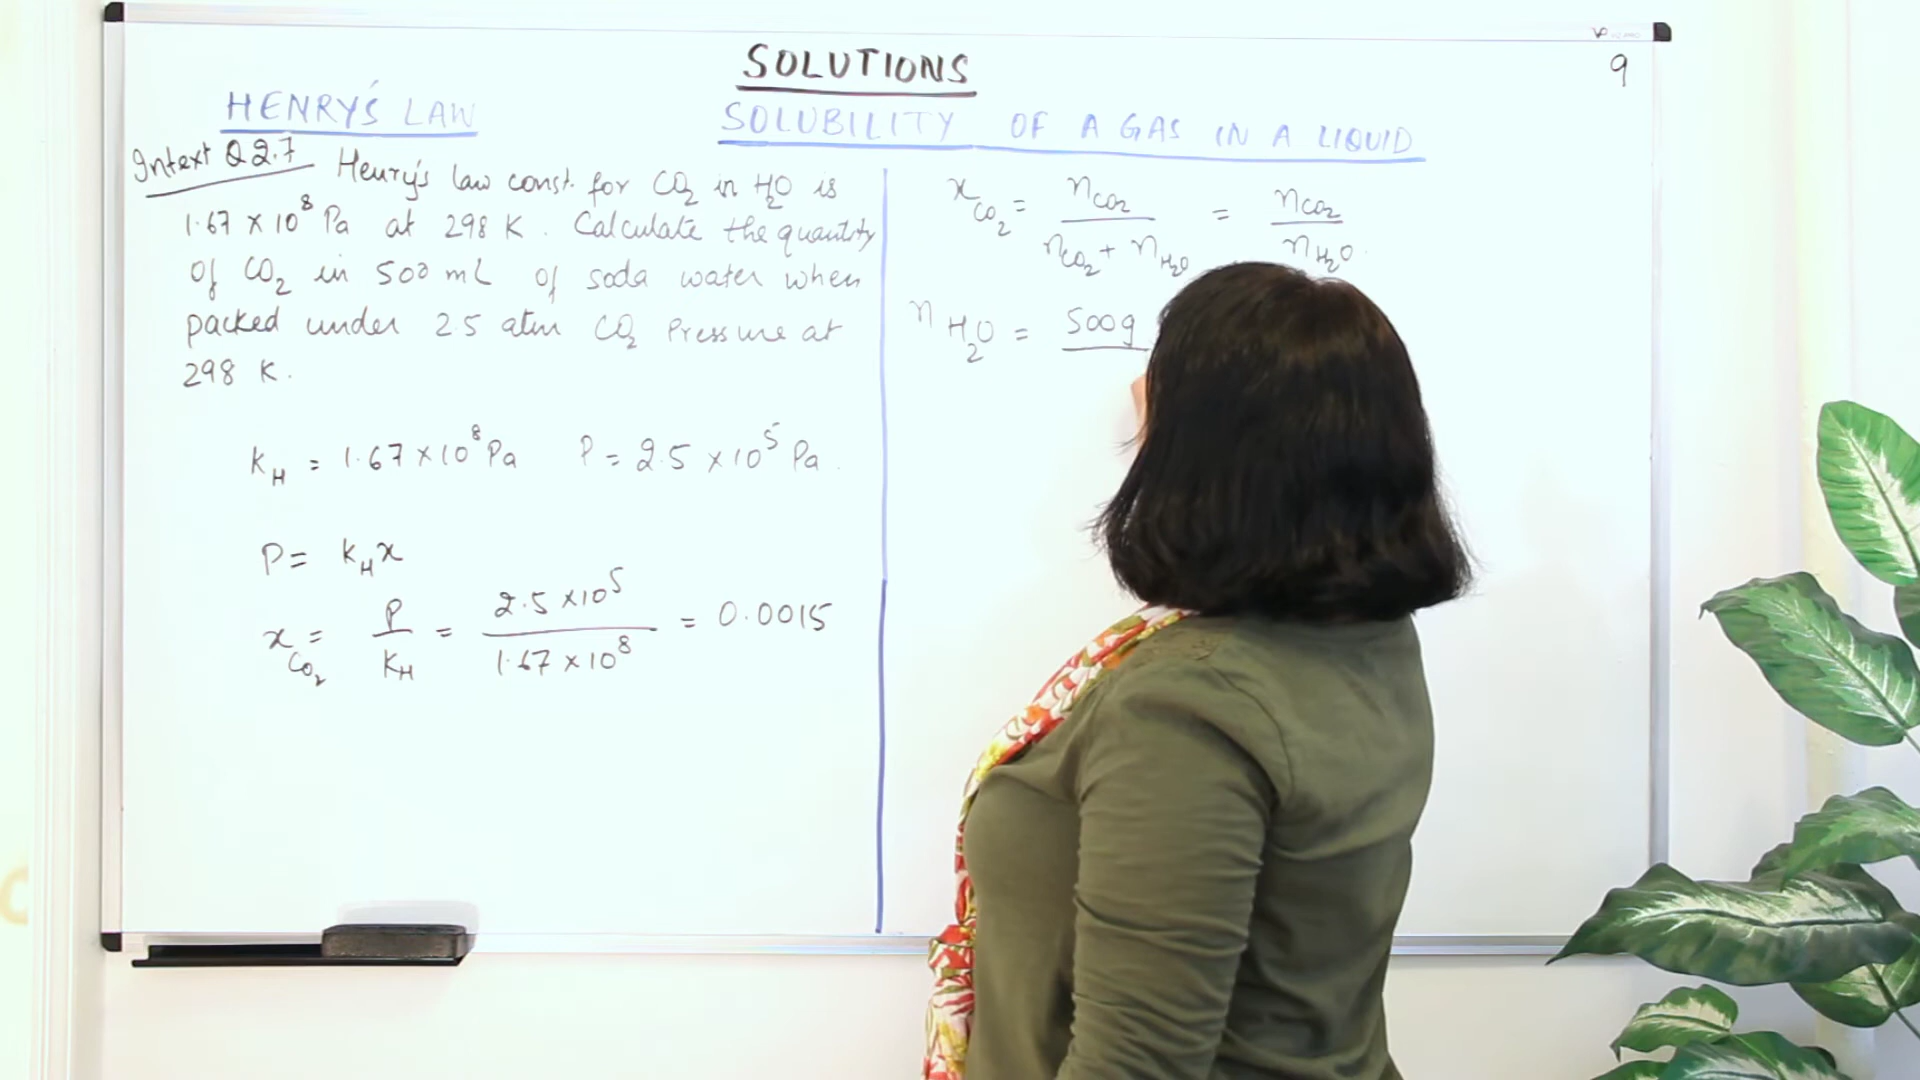 SOLUTIONS
9
HENRY'S LAW
SOLUBILITY OF A GAS IN A LIQUID
Intext Q 2.7 Henry's law const. for CO₂ in H₂O is
1.67 × 10⁸ Pa at 298 K. Calculate the quantity
of CO₂ in 500 mL of soda water when
packed under 2.5 atm CO₂ Pressure at
298 K.
K_H = 1.67 × 10⁸ Pa P = 2.5 × 10⁵ Pa.
P = K_H x
x_CO₂ = P/K_H = 2.5 × 10⁵ / 1.67 × 10⁸ = 0.0015
x_CO₂ = n_CO₂ / n_CO₂ + n_H₂O = n_CO₂ / n_H₂O.
n_H₂O = 500g